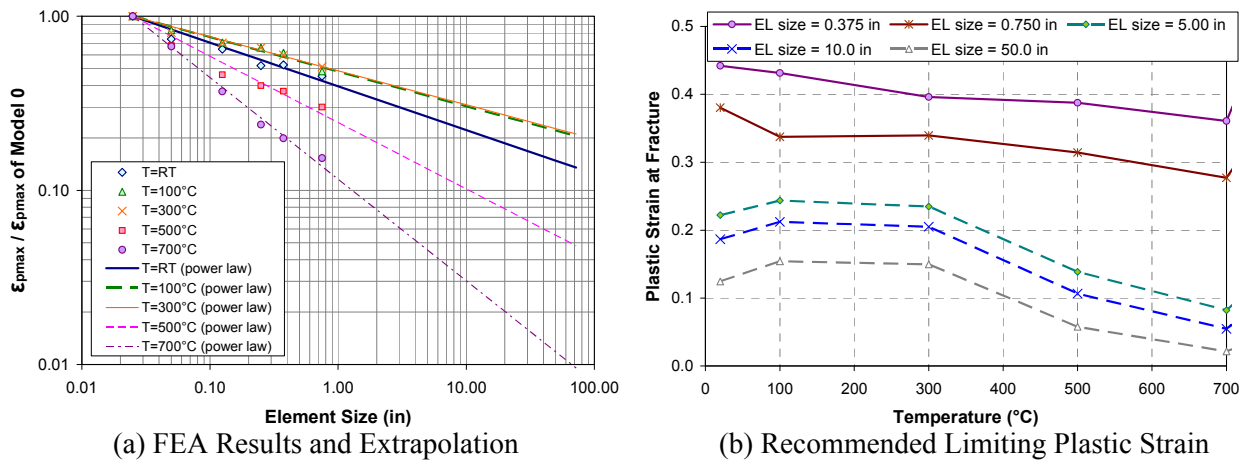 1.00
0.10
0.01
εpmax / εpmax of Model 0
T=RT
T=100°C
T=300°C
T=500°C
T=700°C
T=RT (power law)
T=100°C (power law)
T=300°C (power law)
T=500°C (power law)
T=700°C (power law)
0.01 0.10 1.00 10.00 100.00
Element Size (in)
(a) FEA Results and Extrapolation
EL size = 0.375 in EL size = 0.750 in EL size = 5.00 in
EL size = 10.0 in EL size = 50.0 in
0.5
0.4
0.3
0.2
0.1
0.0
Plastic Strain at Fracture
0 100 200 300 400 500 600 700
Temperature (°C)
(b) Recommended Limiting Plastic Strain